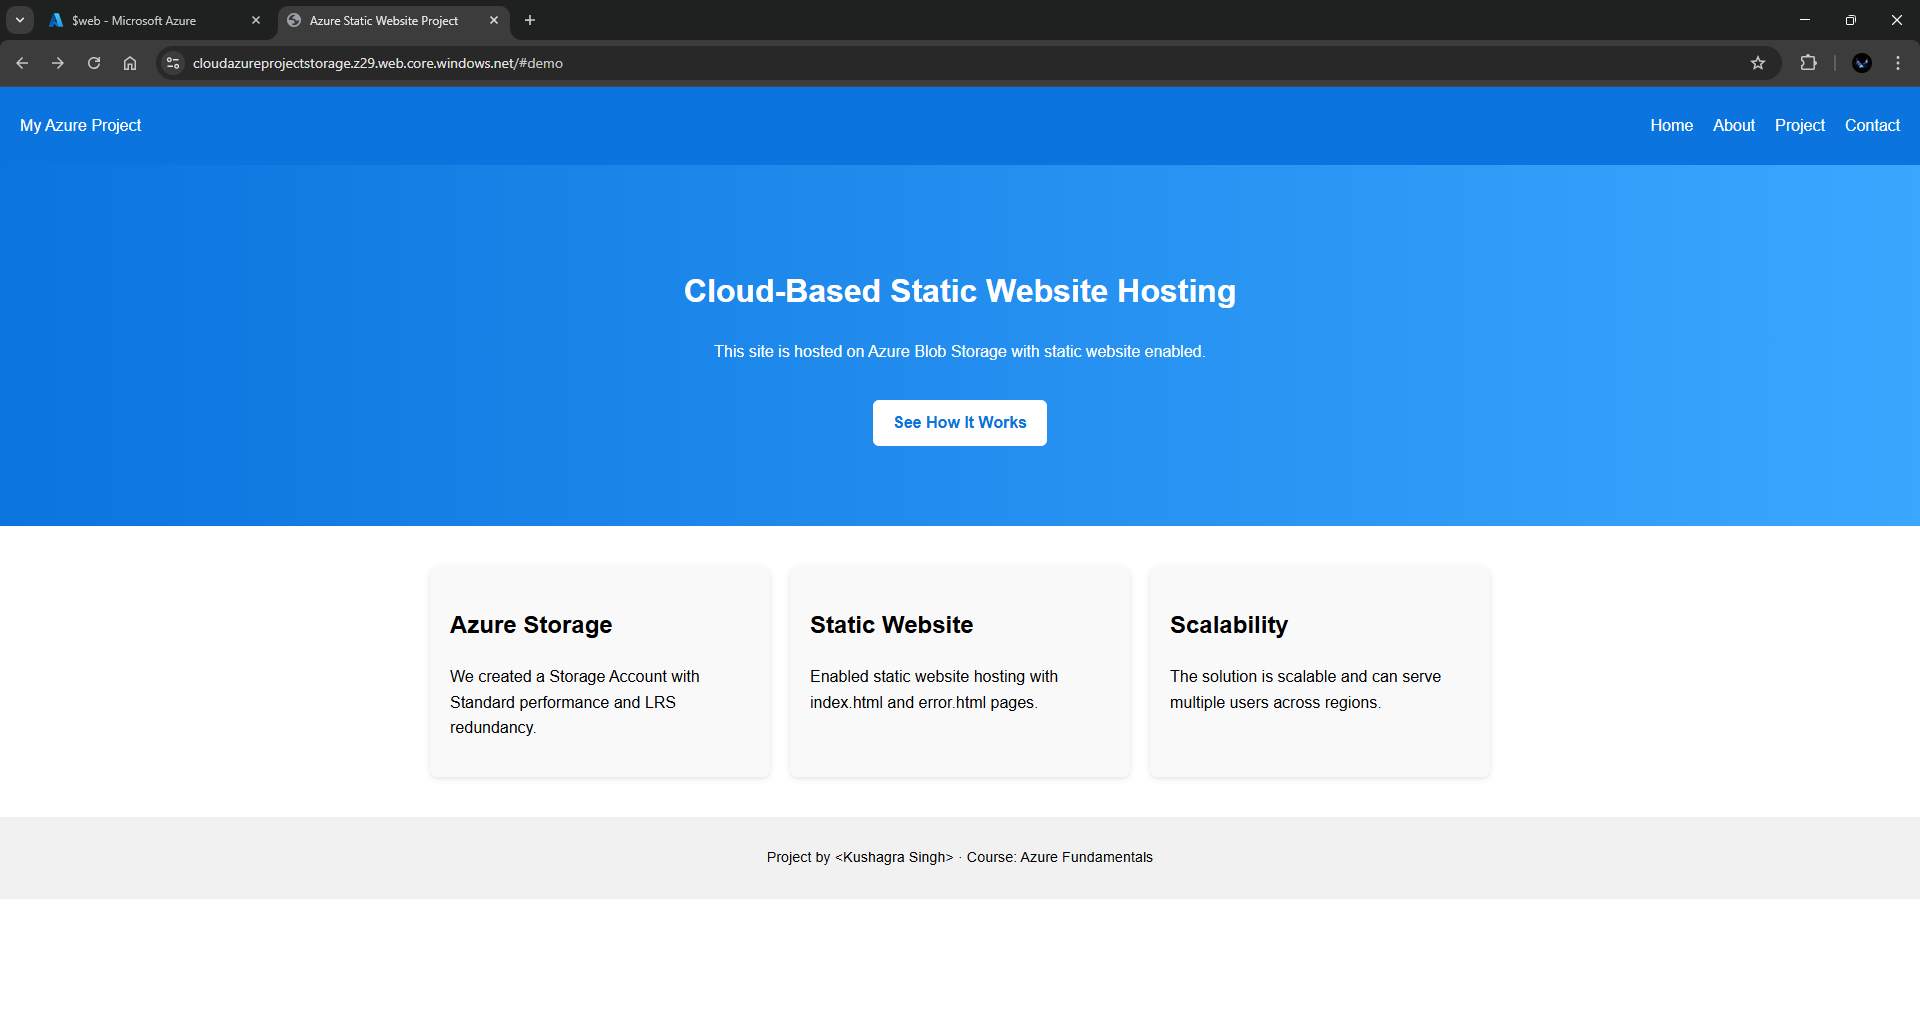 $web - Microsoft Azure
Azure Static Website Project
cloudazureprojectstorage.z29.web.core.windows.net/#demo
My Azure Project
Home About Project Contact
Cloud-Based Static Website Hosting
This site is hosted on Azure Blob Storage with static website enabled.
See How It Works
Azure Storage
We created a Storage Account with
Standard performance and LRS
redundancy.
Static Website
Enabled static website hosting with
index.html and error.html pages.
Scalability
The solution is scalable and can serve
multiple users across regions.
Project by <Kushagra Singh> · Course: Azure Fundamentals